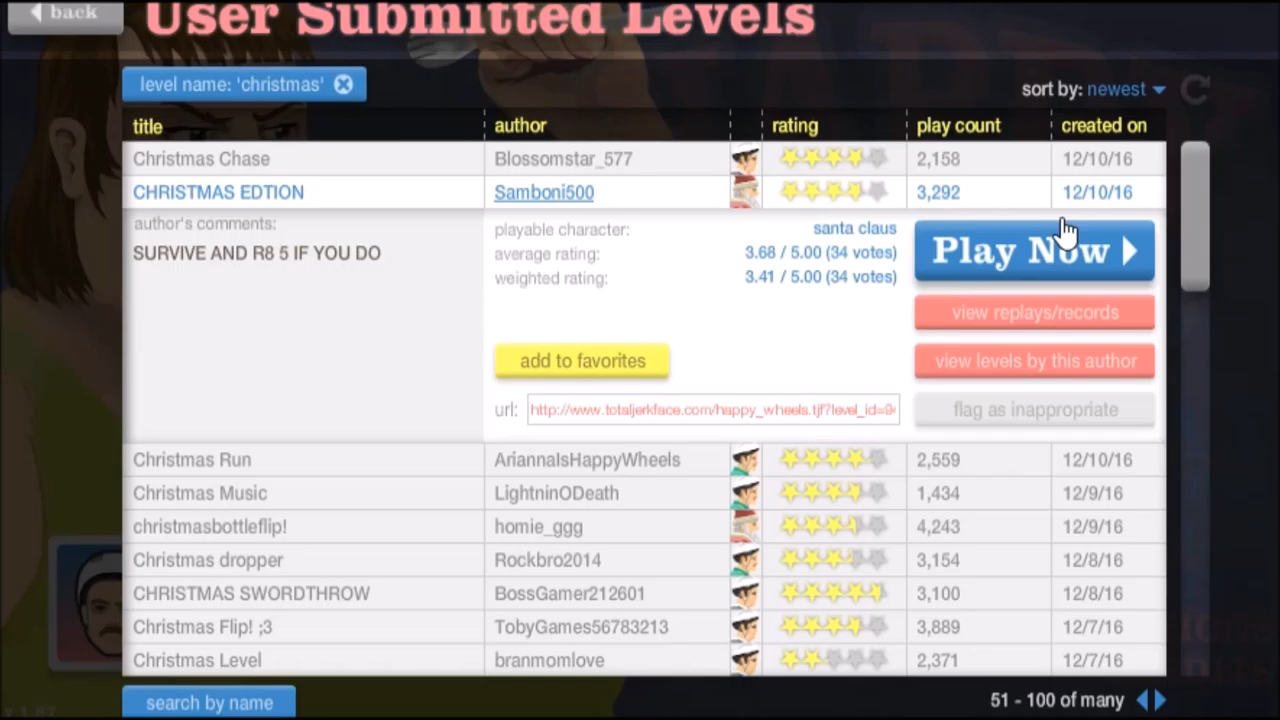 back
User Submitted Levels
level name: 'christmas'
sort by: newest
title author rating play count created on
Christmas Chase Blossomstar_577 2,158 12/10/16
CHRISTMAS EDTION Samboni500 3,292 12/10/16
author's comments:
SURVIVE AND R8 5 IF YOU DO
playable character: santa claus
average rating: 3.68 / 5.00 (34 votes)
weighted rating: 3.41 / 5.00 (34 votes)
Play Now
view replays/records
add to favorites
view levels by this author
url: http://www.totaljerkface.com/happy_wheels.tjf?level_id=9
flag as inappropriate
Christmas Run AriannaIsHappyWheels 2,559 12/10/16
Christmas Music LightninODeath 1,434 12/9/16
christmasbottleflip! homie_ggg 4,243 12/9/16
Christmas dropper Rockbro2014 3,154 12/8/16
CHRISTMAS SWORDTHROW BossGamer212601 3,100 12/8/16
Christmas Flip! ;3 TobyGames56783213 3,889 12/7/16
Christmas Level branmomlove 2,371 12/7/16
search by name
51 - 100 of many